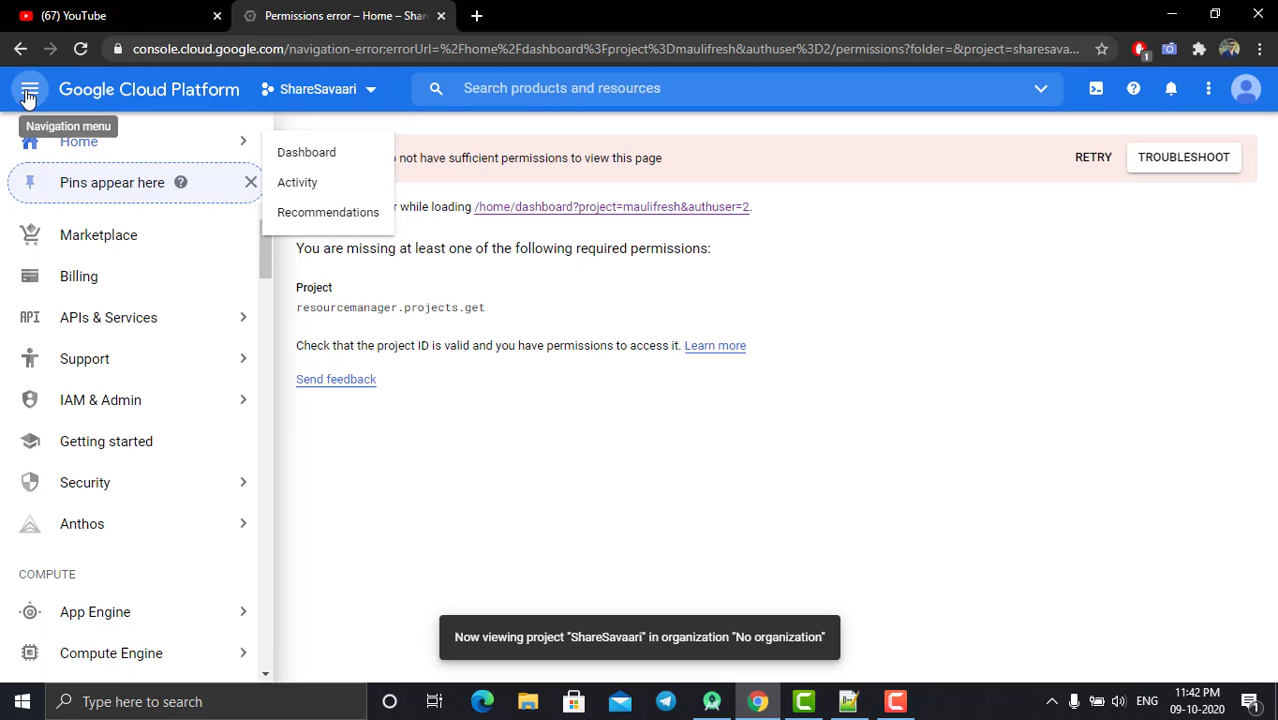 (67) YouTube
Permissions error – Home – Shar
console.cloud.google.com/navigation-error;errorUrl=%2Fhome%2Fdashboard%3Fproject%3Dmaulifresh&authuser%3D2/permissions?folder=&project=sharesava...
1
Google Cloud Platform
ShareSavaari
Search products and resources
Navigation menu
Home
Dashboard
Activity
Recommendations
Pins appear here
Marketplace
Billing
API APIs & Services
Support
IAM & Admin
Getting started
Security
Anthos
COMPUTE
App Engine
Compute Engine
o not have sufficient permissions to view this page
RETRY
TROUBLESHOOT
r while loading /home/dashboard?project=maulifresh&authuser=2.
You are missing at least one of the following required permissions:
Project
resourcemanager.projects.get
Check that the project ID is valid and you have permissions to access it. Learn more
Send feedback
Now viewing project "ShareSavaari" in organization "No organization"
Type here to search
ENG
11:42 PM
09-10-2020
1